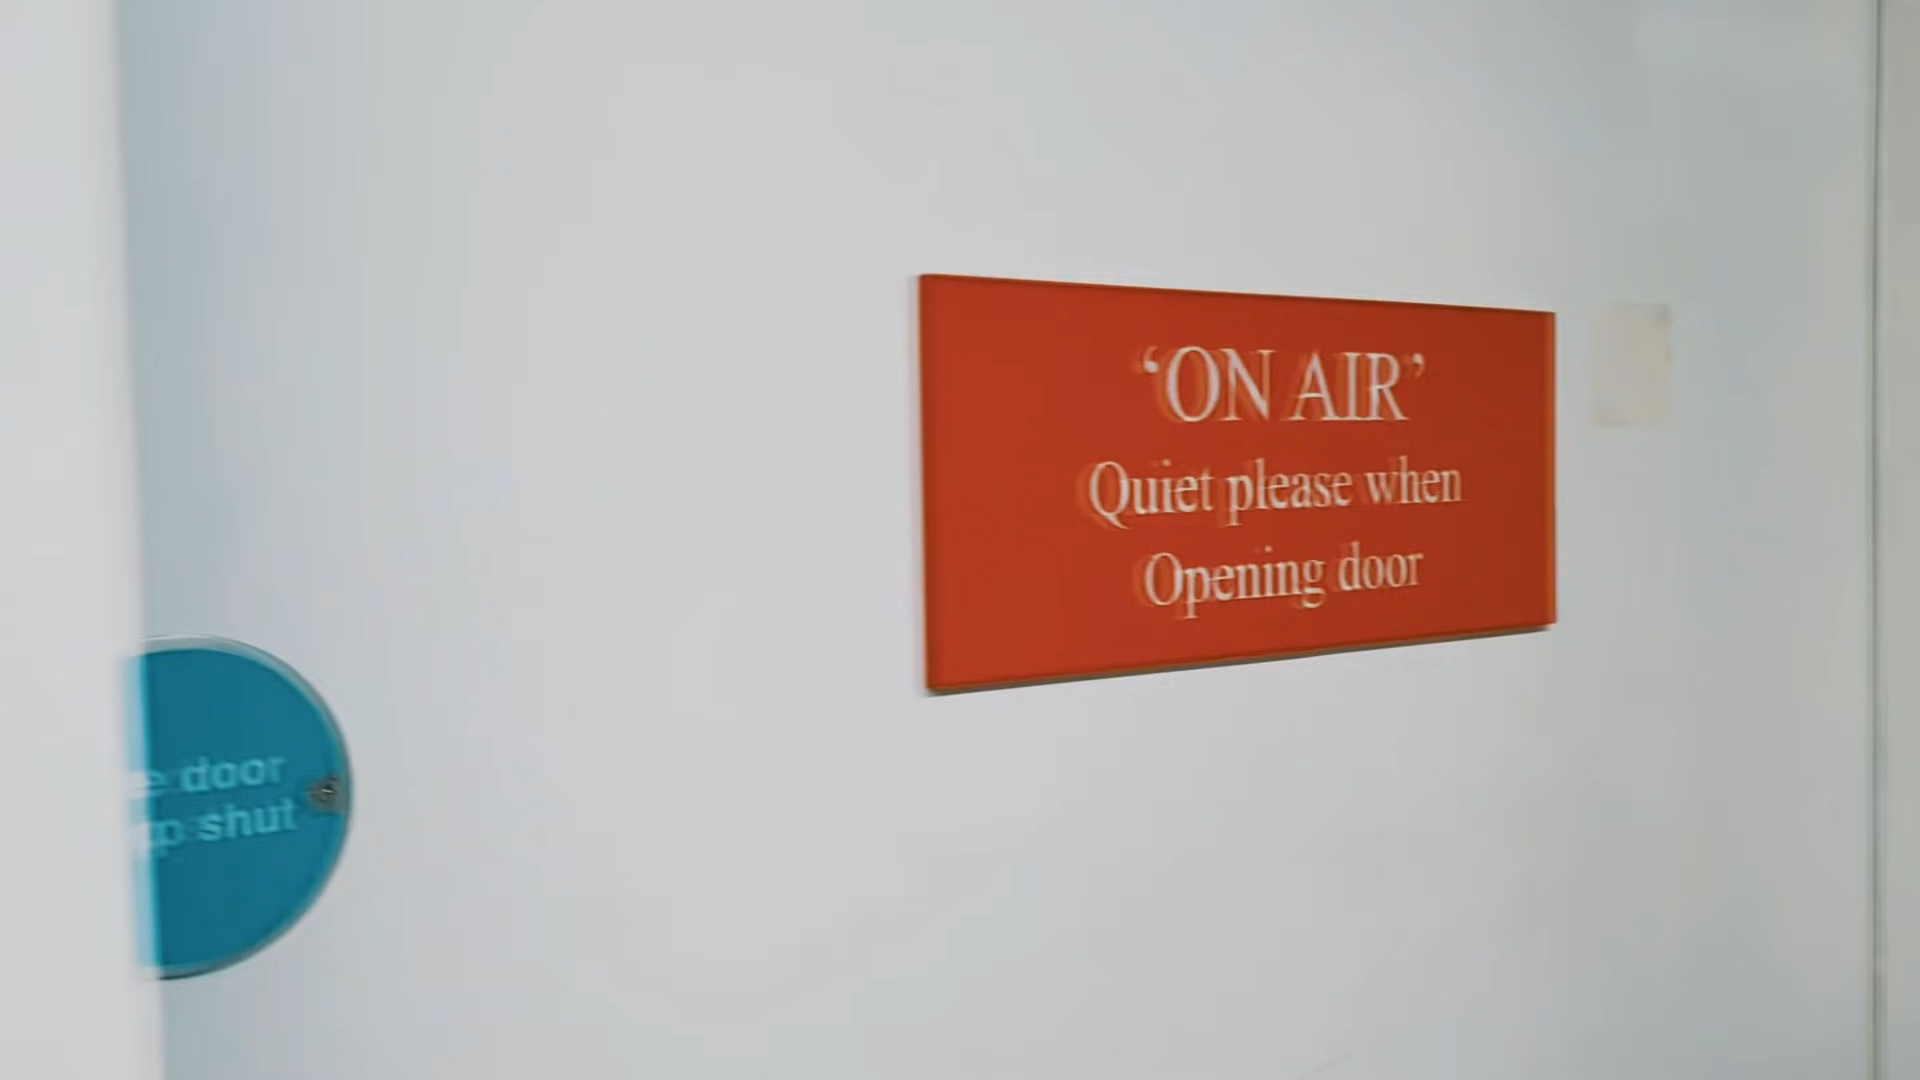 ‘ON AIR’
Quiet please when
Opening door
door
shut